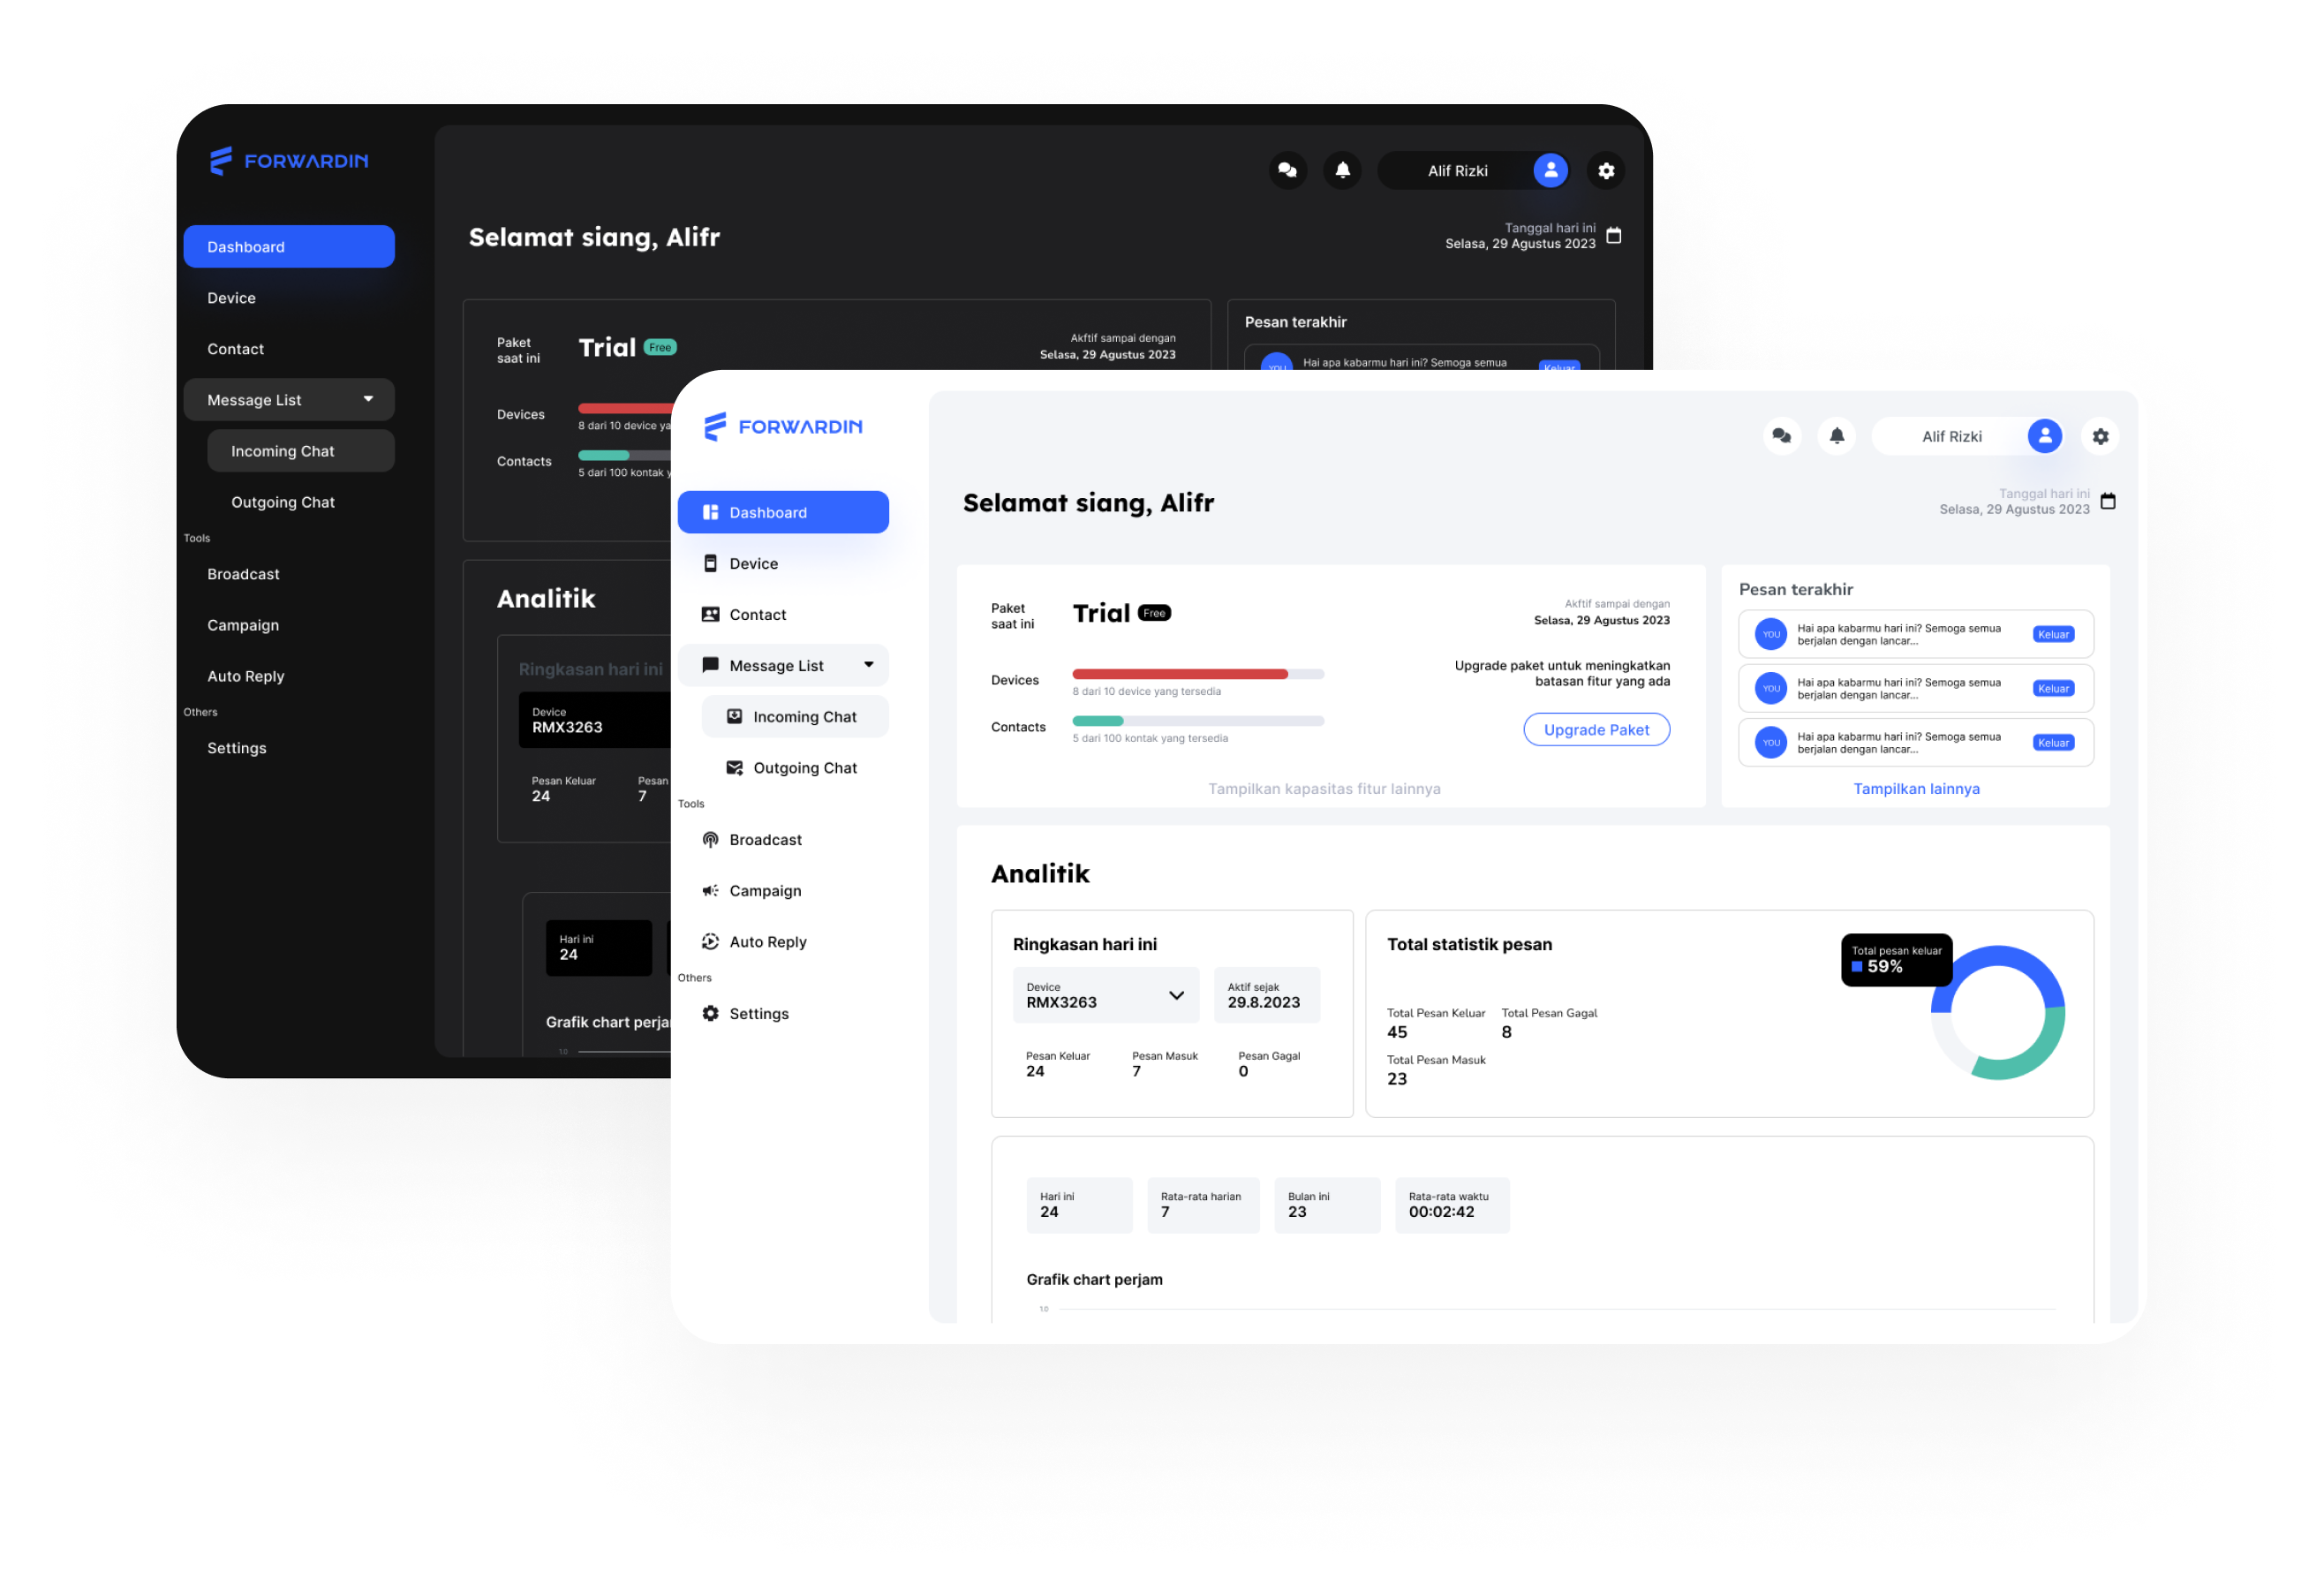 FORWARDIN
Dashboard
Device
Contact
Message List
Incoming Chat
Outgoing Chat
Tools
Broadcast
Campaign
Auto Reply
Others
Settings
Alif Rizki
Selamat siang, Alifr
Tanggal hari ini
Selasa, 29 Agustus 2023
Paket
saat ini
Trial Free
Akftif sampai dengan
Selasa, 29 Agustus 2023
Devices
8 dari 10 device ya
Contacts
5 dari 100 kontak y
Pesan terakhir
YOU
Hai apa kabarmu hari ini? Semoga semua
Keluar
Analitik
Ringkasan hari ini
Device
RMX3263
Pesan Keluar
24
Pesan
7
Hari ini
24
Grafik chart perja
1.0
FORWARDIN
Dashboard
Device
Contact
Message List
Incoming Chat
Outgoing Chat
Tools
Broadcast
Campaign
Auto Reply
Others
Settings
Alif Rizki
Selamat siang, Alifr
Tanggal hari ini
Selasa, 29 Agustus 2023
Paket
saat ini
Trial Free
Akftif sampai dengan
Selasa, 29 Agustus 2023
Devices
8 dari 10 device yang tersedia
Contacts
5 dari 100 kontak yang tersedia
Upgrade paket untuk meningkatkan
batasan fitur yang ada
Upgrade Paket
Tampilkan kapasitas fitur lainnya
Pesan terakhir
YOU
Hai apa kabarmu hari ini? Semoga semua
berjalan dengan lancar...
Keluar
YOU
Hai apa kabarmu hari ini? Semoga semua
berjalan dengan lancar...
Keluar
YOU
Hai apa kabarmu hari ini? Semoga semua
berjalan dengan lancar...
Keluar
Tampilkan lainnya
Analitik
Ringkasan hari ini
Device
RMX3263
Aktif sejak
29.8.2023
Pesan Keluar
24
Pesan Masuk
7
Pesan Gagal
0
Total statistik pesan
Total Pesan Keluar
45
Total Pesan Gagal
8
Total Pesan Masuk
23
Total pesan keluar
59%
Hari ini
24
Rata-rata harian
7
Bulan ini
23
Rata-rata waktu
00:02:42
Grafik chart perjam
1.0